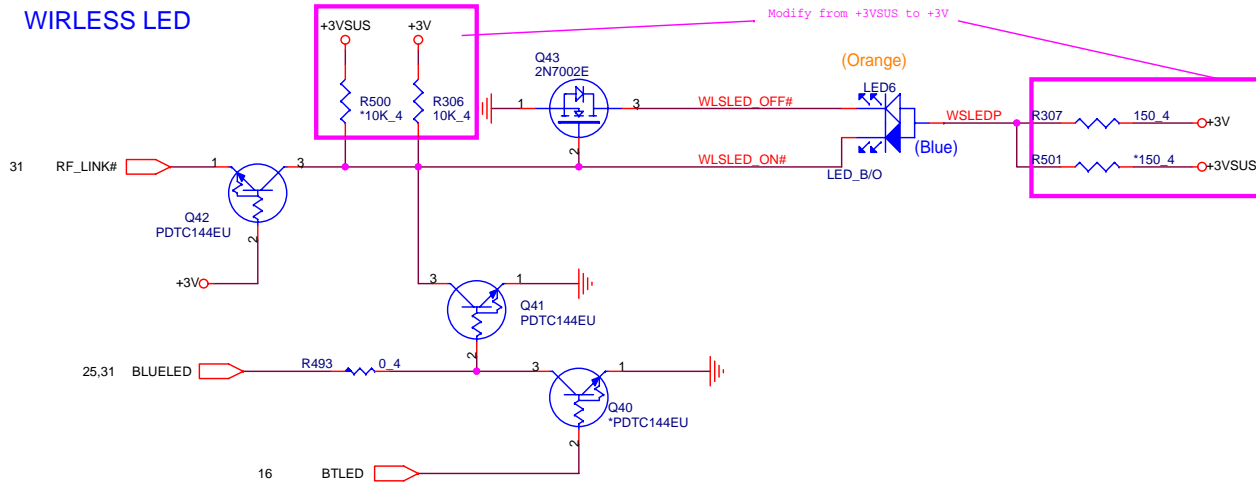 WIRLESS LED
Modify from +3VSUS to +3V
+3VSUS
+3V
R500
*10K_4
R306
10K_4
Q43
2N7002E
1
3
2
WLSLED_OFF#
(Orange)
LED6
WSLEDP
R307
150_4
+3V
31
RF_LINK#
1
3
WLSLED_ON#
(Blue)
LED_B/O
R501
*150_4
+3VSUS
Q42
PDTC144EU
2
+3V
3
1
Q41
PDTC144EU
2
25,31
BLUELED
R493
0_4
3
1
Q40
*PDTC144EU
2
16
BTLED